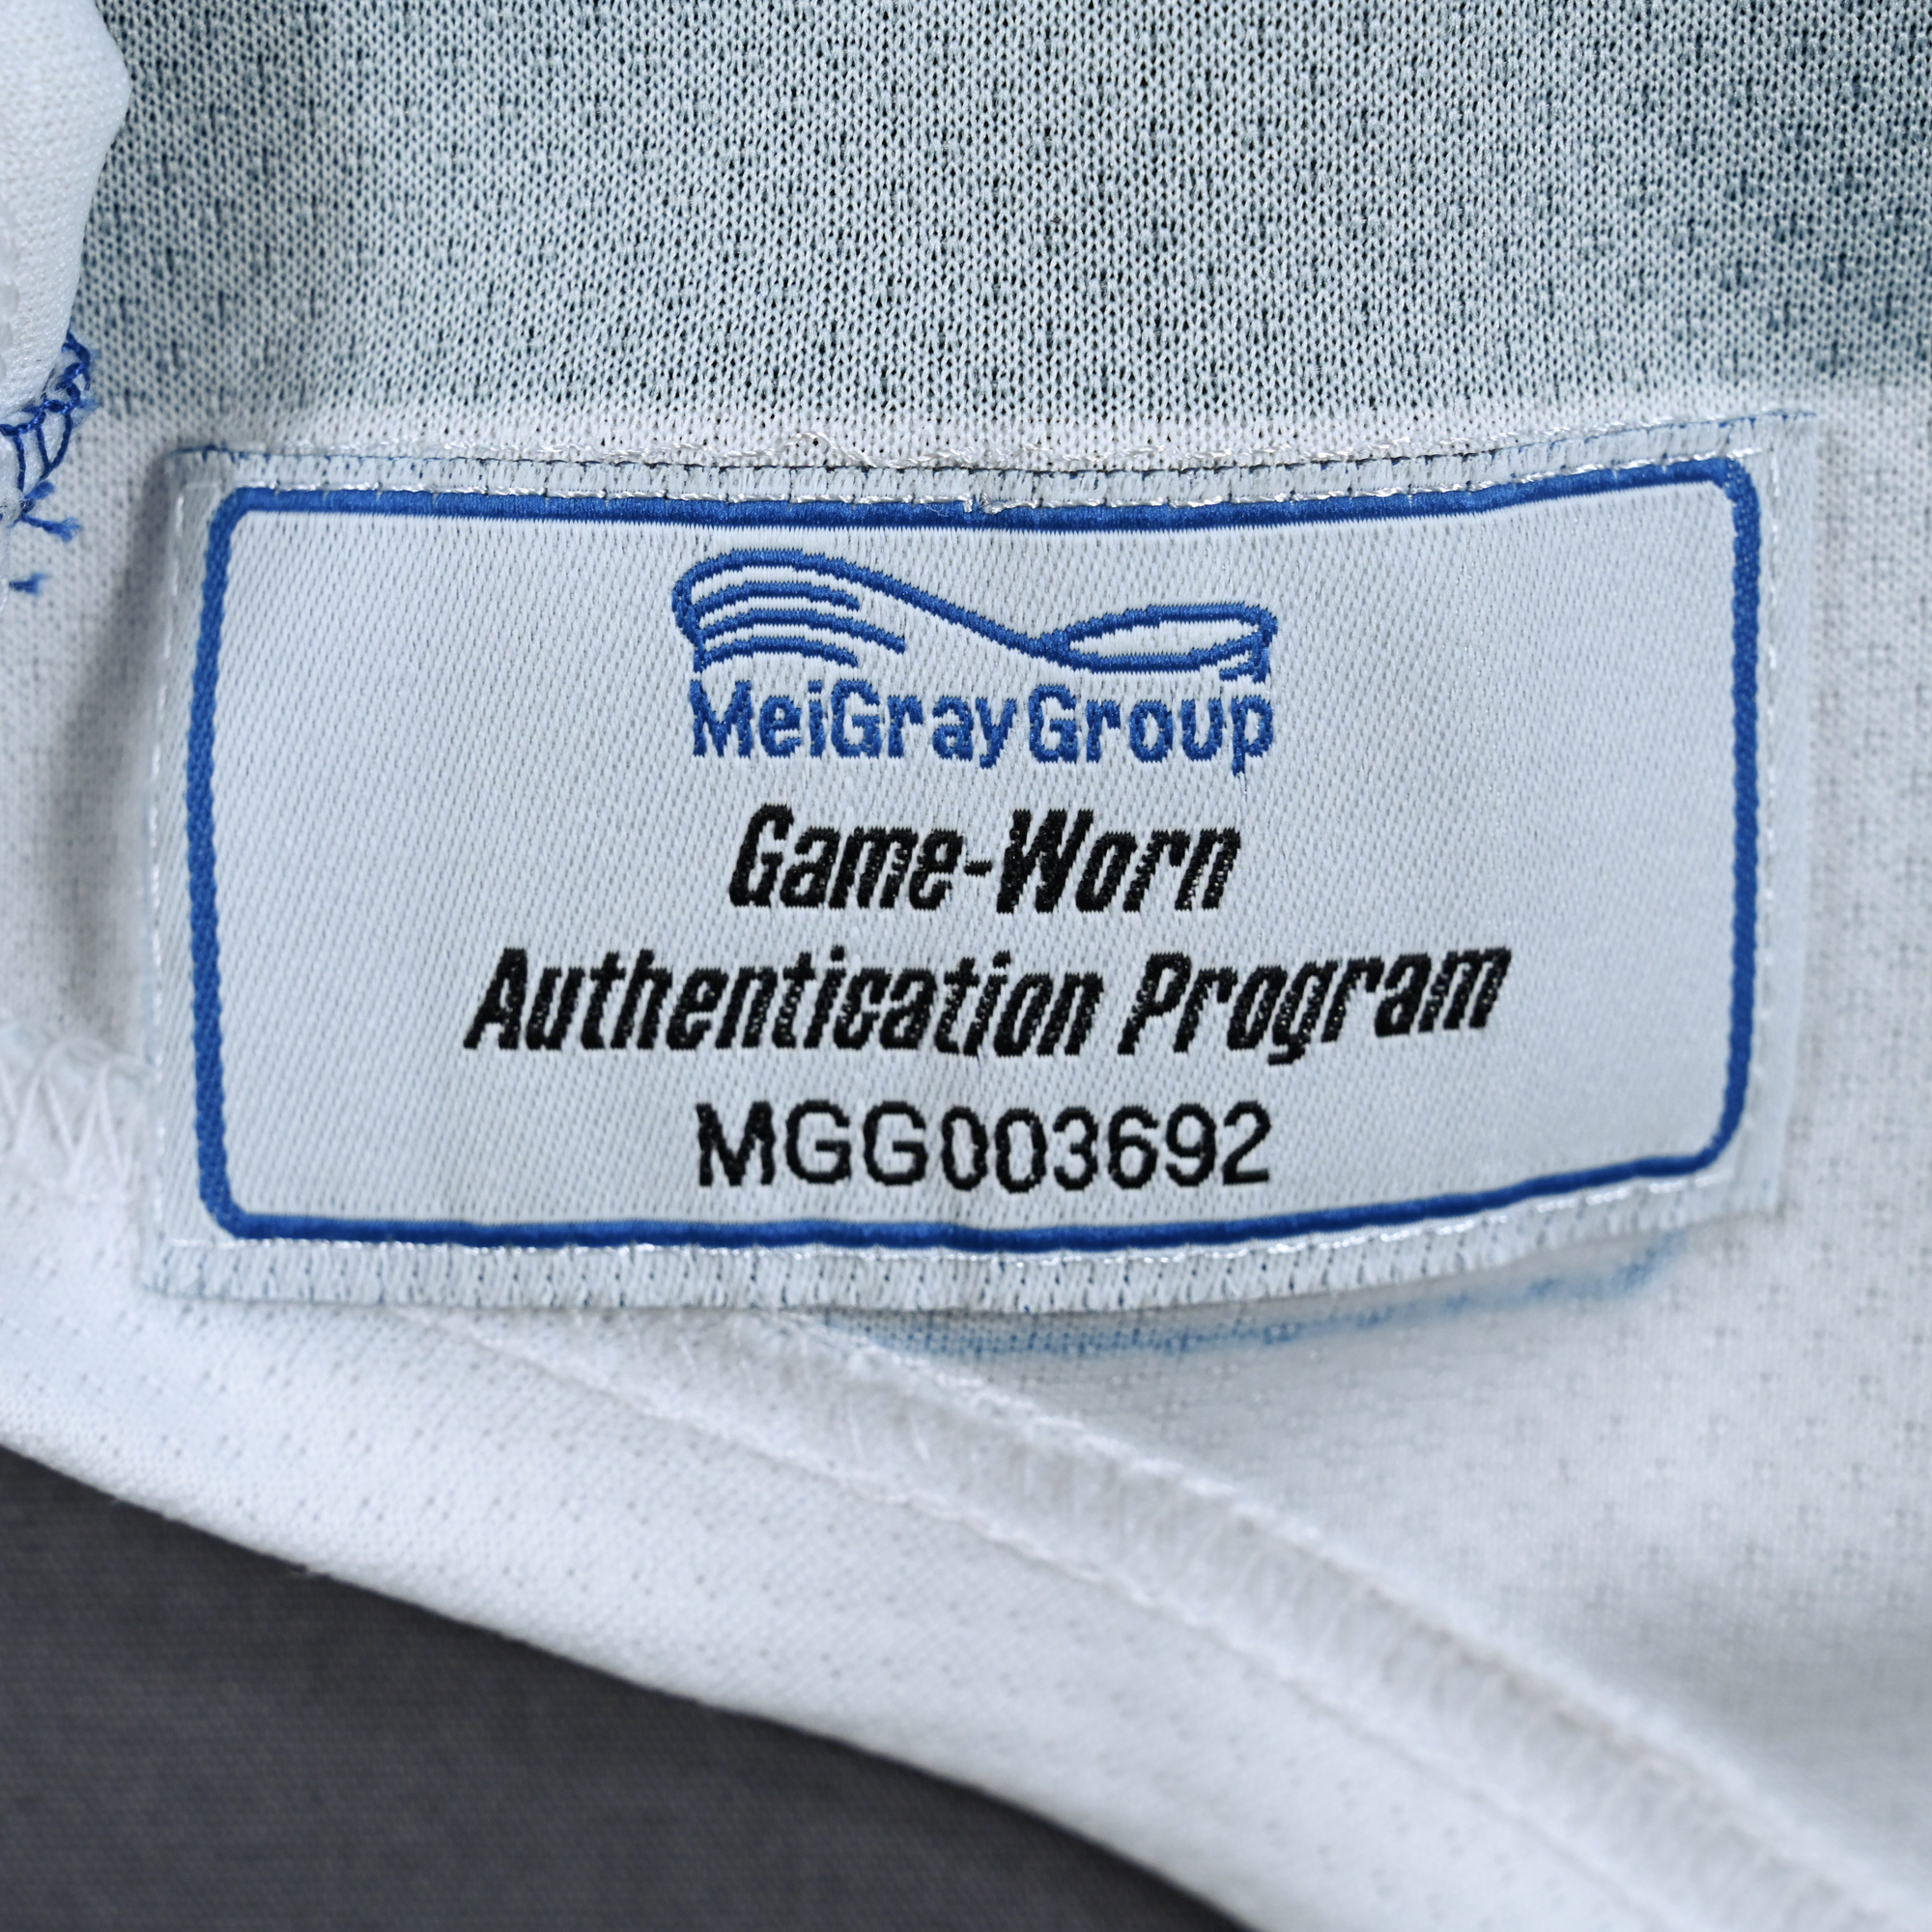 MeiGrayGroup
Game-Worn
Authentication Program
MGG003692